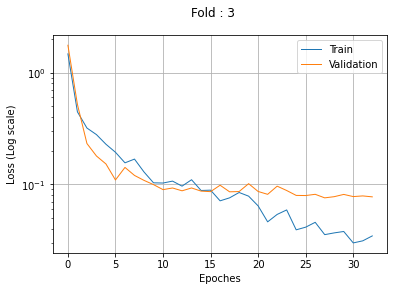 Fold : 3
Train
Validation
Loss (Log scale)
10⁰
10⁻¹
0 5 10 15 20 25 30
Epoches